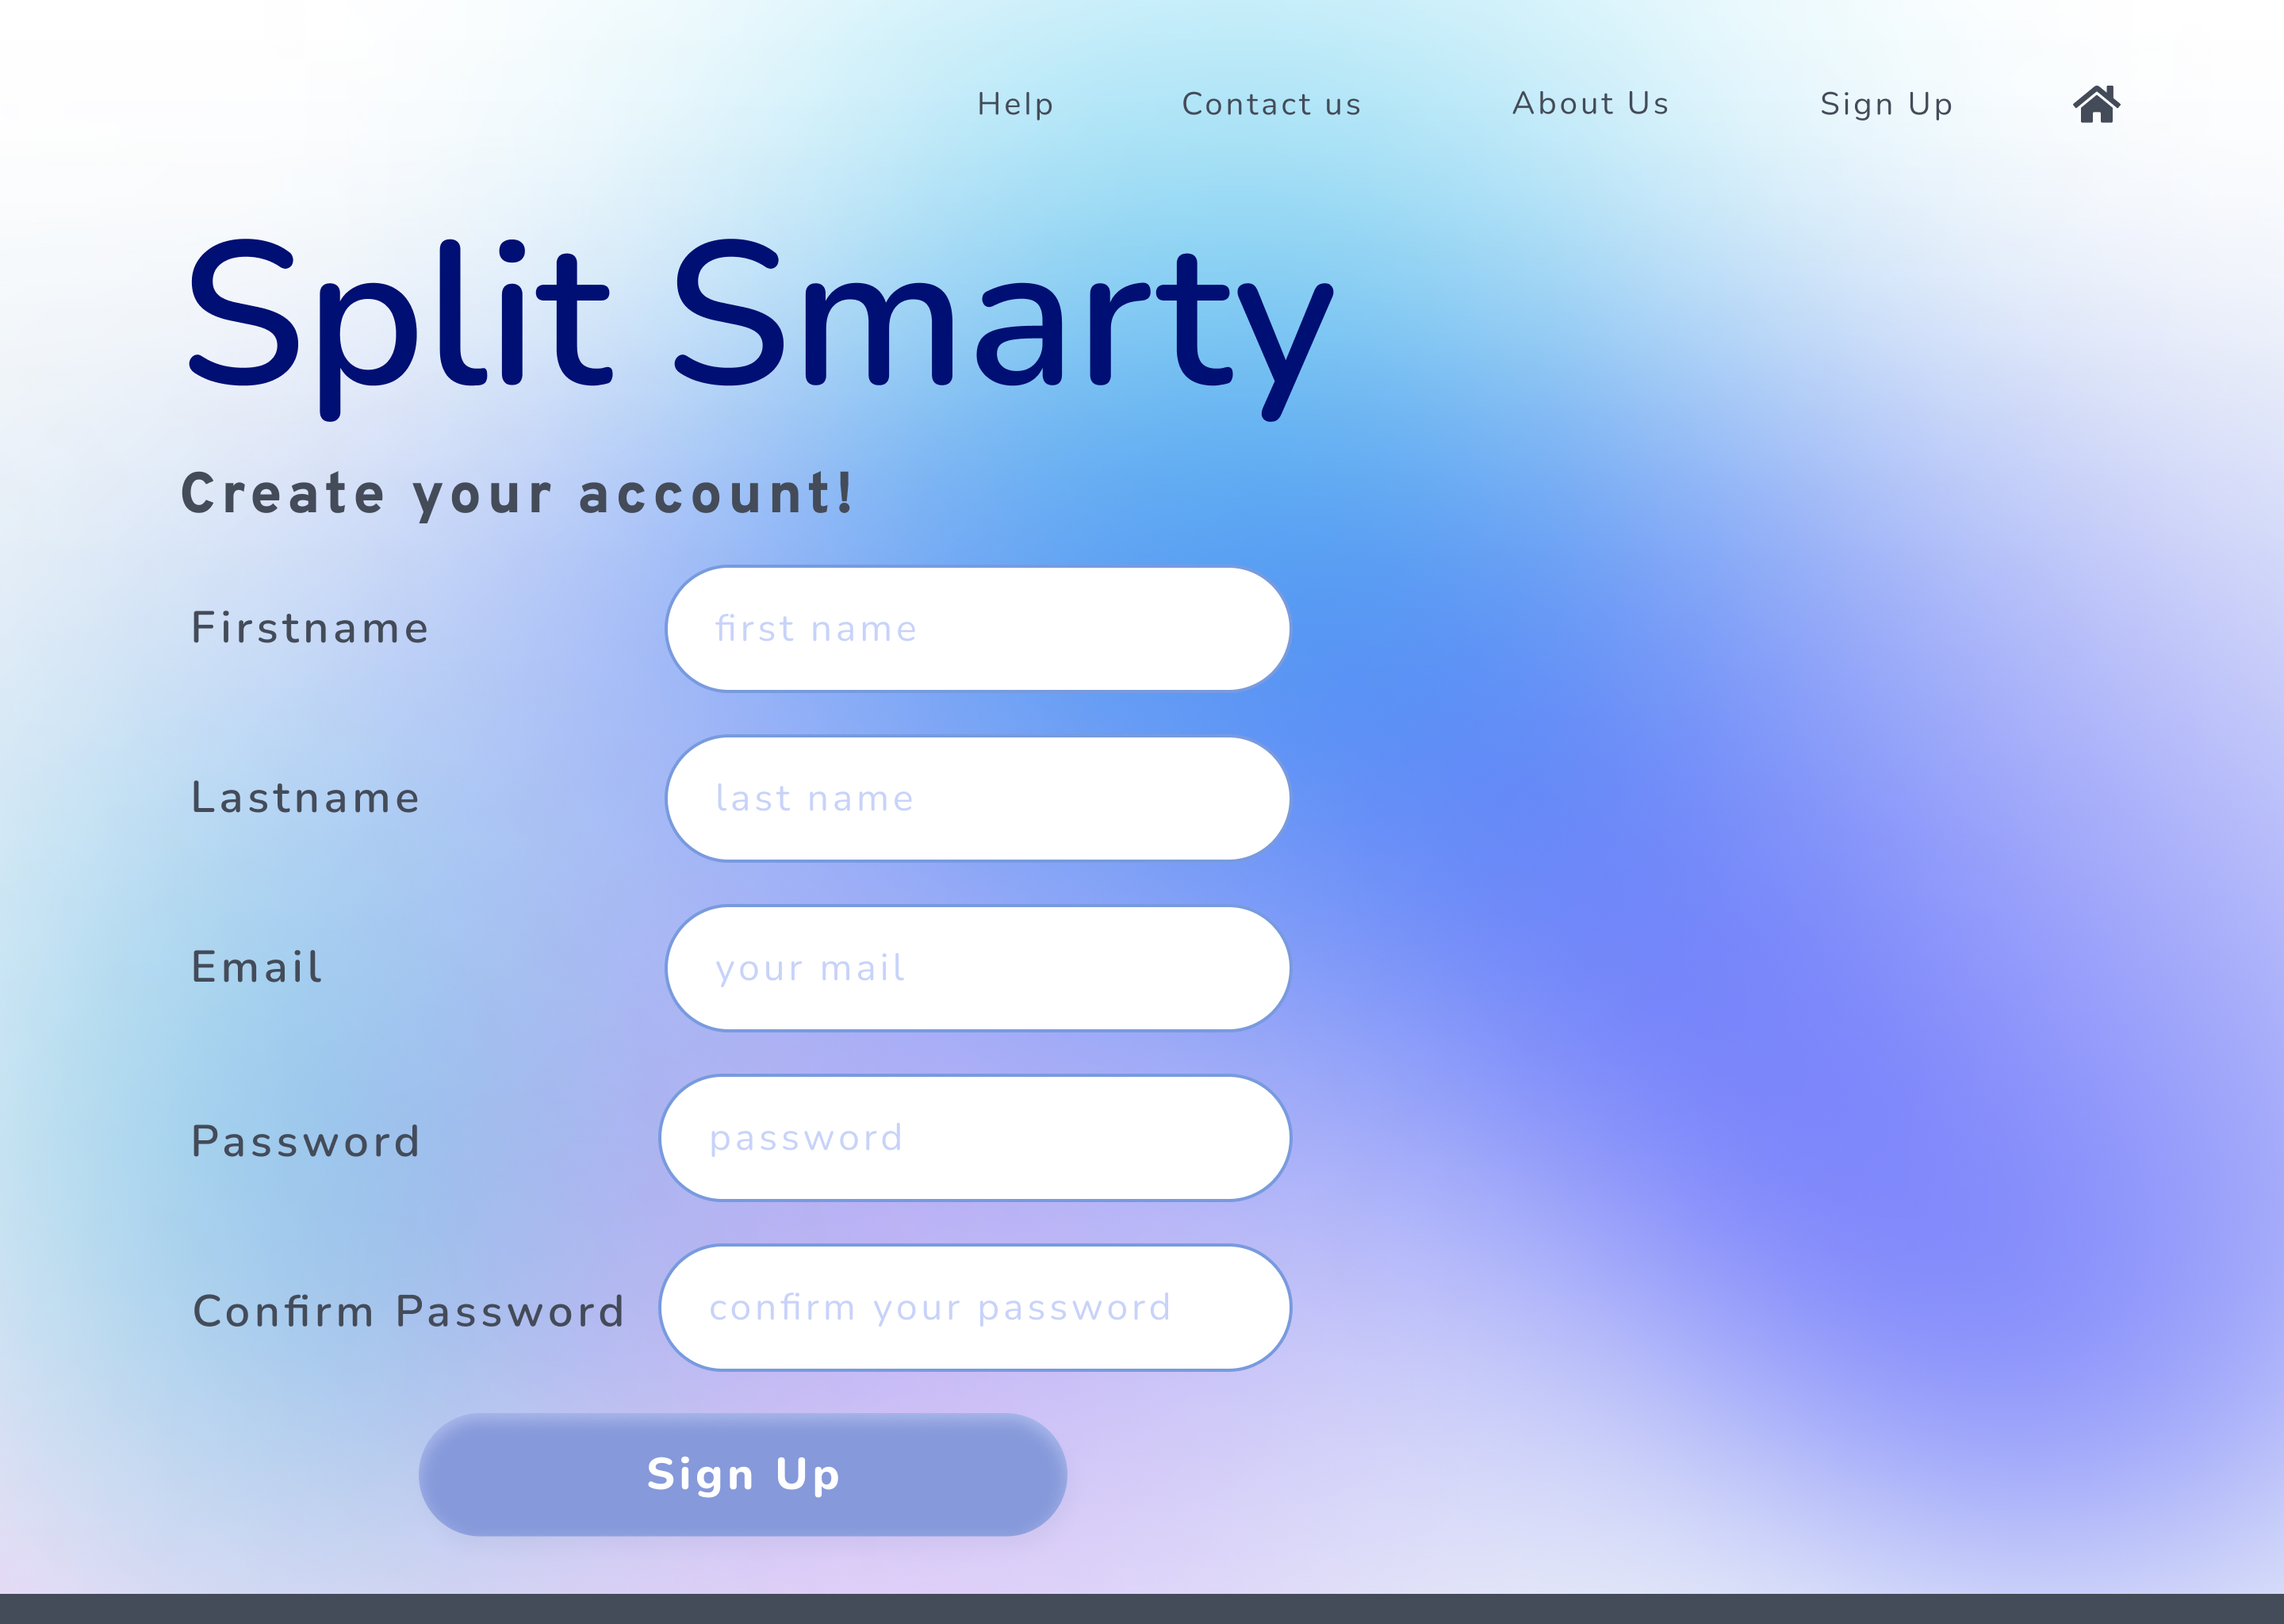 Help Contact us About Us Sign Up
Split Smarty
Create your account!
Firstname first name
Lastname last name
Email your mail
Password password
Confirm Password confirm your password
Sign Up